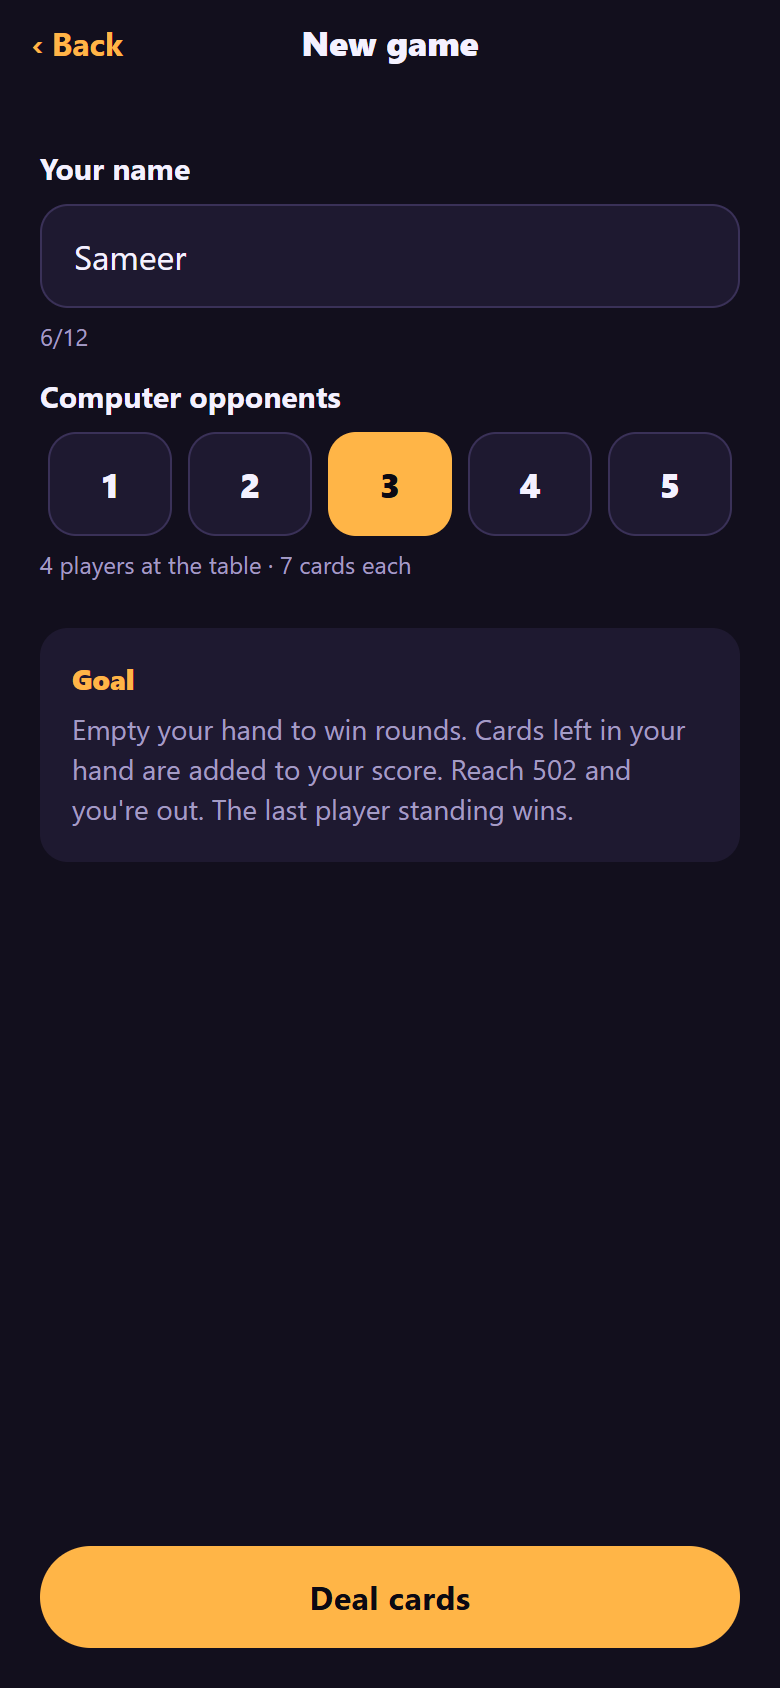 ‹ Back
New game
Your name
Sameer
6/12
Computer opponents
1 2 3 4 5
4 players at the table · 7 cards each
Goal
Empty your hand to win rounds. Cards left in your
hand are added to your score. Reach 502 and
you're out. The last player standing wins.
Deal cards